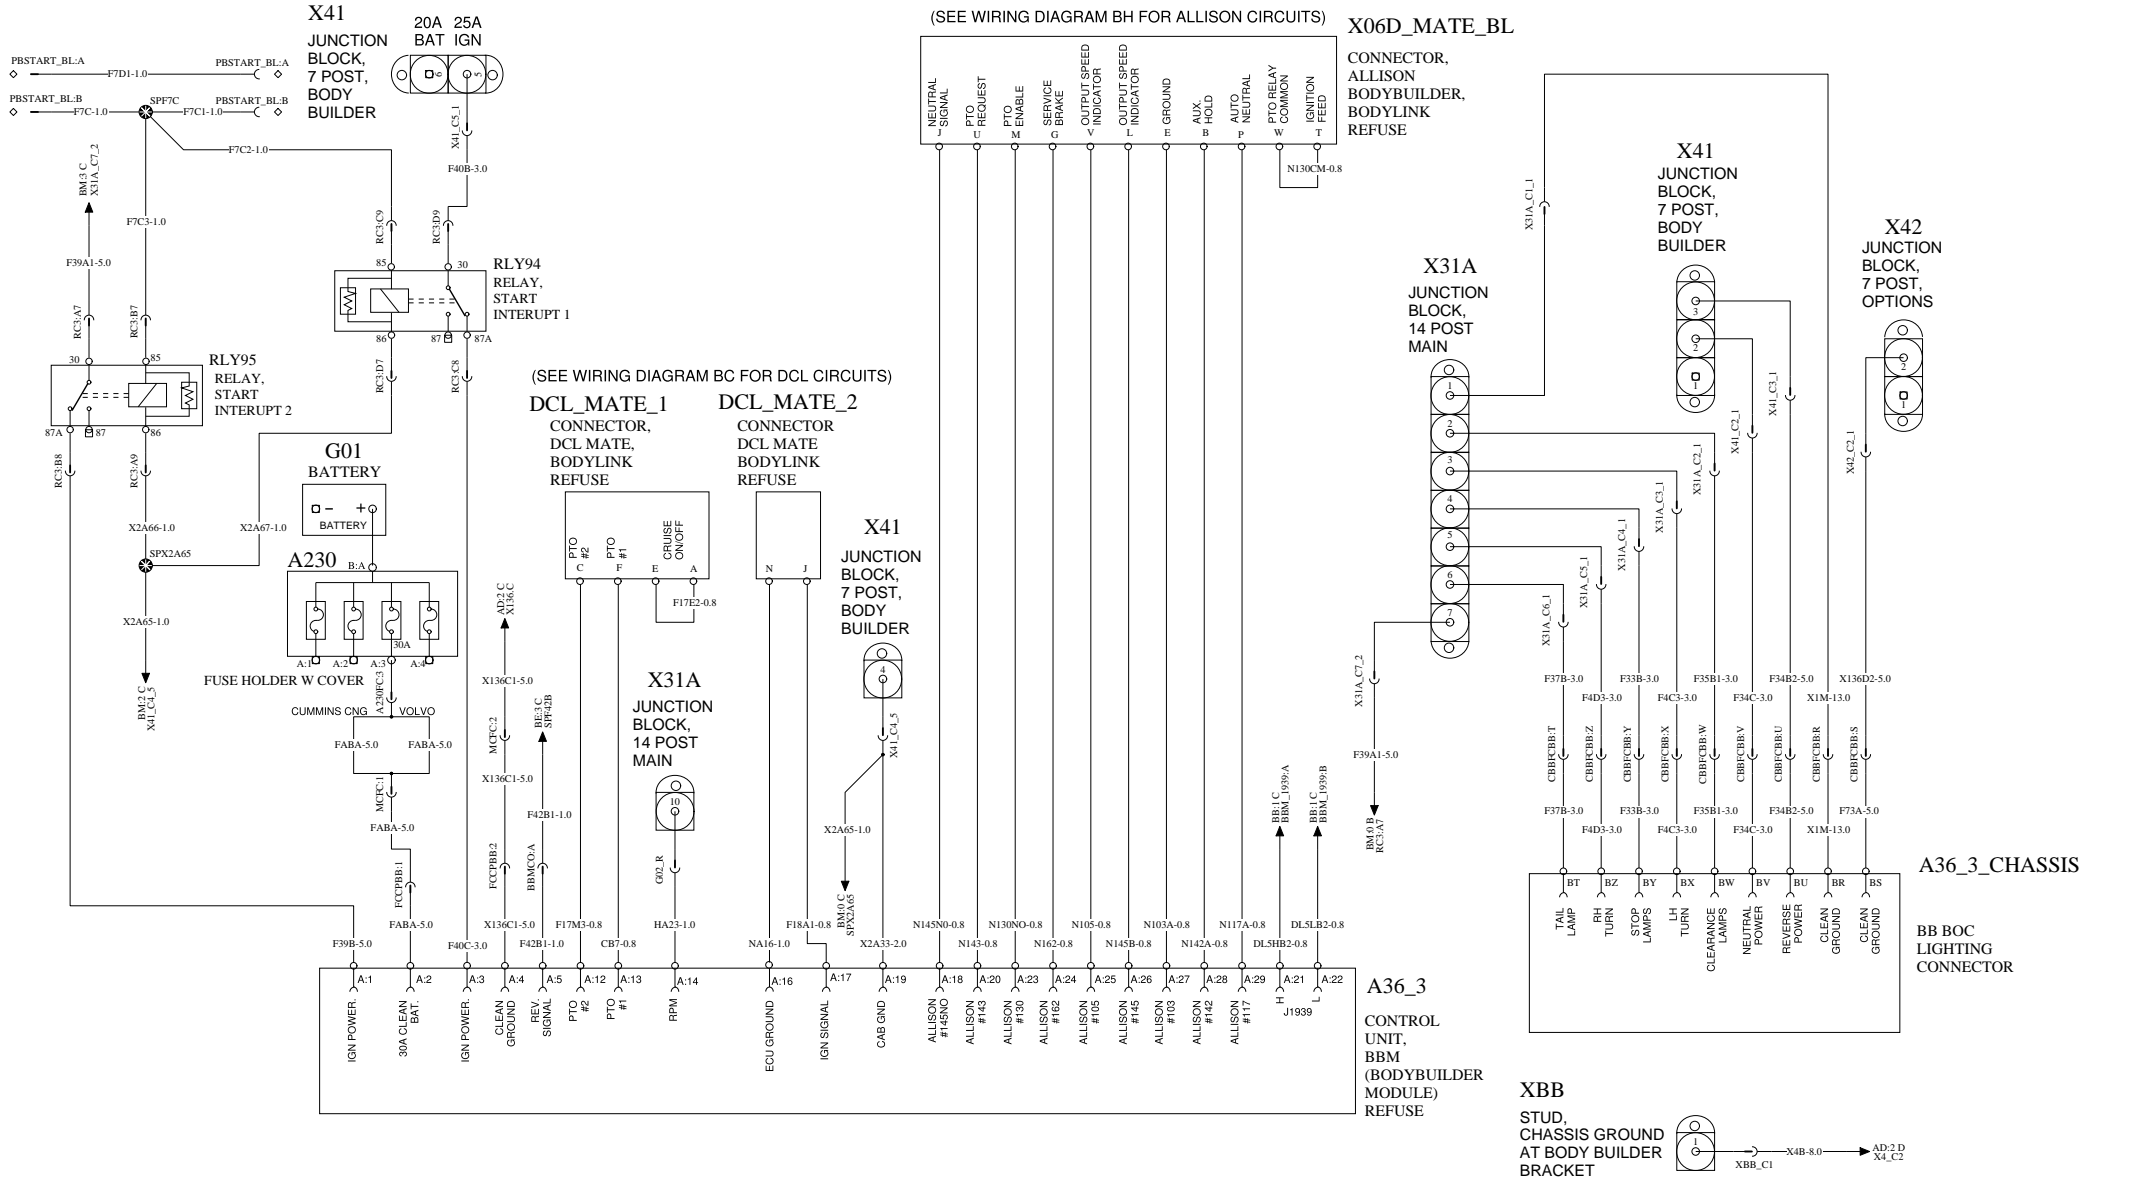 X41
JUNCTION
BLOCK,
7 POST,
BODY
BUILDER
20A
BAT
25A
IGN
6
5
PBSTART_BL:A
F7D1-1.0
PBSTART_BL:A
PBSTART_BL:B
F7C-1.0
SPF7C
F7C1-1.0
PBSTART_BL:B
F7C2-1.0
X41_C5_1
F40B-3.0
BM:3 C
X31A_C7_2
F7C3-1.0
F39A1-5.0
RC3:A7
RC3:B7
RC3:C9
RC3:D9
85
30
RLY94
RELAY,
START
INTERUPT 1
86
87
87A
RC3:D7
RC3:C8
30
85
RLY95
RELAY,
START
INTERUPT 2
87A
87
86
RC3:B8
RC3:A9
X2A66-1.0
X2A67-1.0
SPX2A65
X2A65-1.0
BM:2 C
X41_C4_5
G01
BATTERY
- +
BATTERY
A230
B:A
30A
A:1
A:2
A:3
A:4
FUSE HOLDER W COVER
A230FC:3
CUMMINS CNG
VOLVO
FABA-5.0
FABA-5.0
MCFC:1
FABA-5.0
FCCPBB:1
FABA-5.0
F39B-5.0
F40C-3.0
AD:2 C
X136.C
X136C1-5.0
MCFC:2
X136C1-5.0
FCCPBB:2
X136C1-5.0
BE:3 C
SPF42B
F42B1-1.0
BBMCO:A
F42B1-1.0
(SEE WIRING DIAGRAM BC FOR DCL CIRCUITS)
DCL_MATE_1
CONNECTOR,
DCL MATE,
BODYLINK
REFUSE
PTO
#2
C
PTO
#1
F
CRUISE
ON/OFF
E
A
F17E2-0.8
DCL_MATE_2
CONNECTOR
DCL MATE
BODYLINK
REFUSE
N
J
X31A
JUNCTION
BLOCK,
14 POST
MAIN
10
G02_R
HA23-1.0
F17M3-0.8
CB7-0.8
NA16-1.0
F18A1-0.8
X41
JUNCTION
BLOCK,
7 POST,
BODY
BUILDER
4
X41_C4_5
X2A65-1.0
BM:0 C
SPX2A65
X2A33-2.0
(SEE WIRING DIAGRAM BH FOR ALLISON CIRCUITS)
X06D_MATE_BL
CONNECTOR,
ALLISON
BODYBUILDER,
BODYLINK
REFUSE
NEUTRAL
SIGNAL
J
PTO
REQUEST
U
PTO
ENABLE
M
SERVICE
BRAKE
G
OUTPUT SPEED
INDICATOR
V
OUTPUT SPEED
INDICATOR
L
GROUND
E
AUX.
HOLD
B
AUTO
NEUTRAL
P
PTO RELAY
COMMON
W
IGNITION
FEED
T
N130CM-0.8
N145N0-0.8
N143-0.8
N130NO-0.8
N162-0.8
N105-0.8
N145B-0.8
N103A-0.8
N142A-0.8
N117A-0.8
BB:1 C
BBM_1939:A
DL5HB2-0.8
BB:1 C
BBM_1939:B
DL5LB2-0.8
A:1
IGN POWER.
A:2
30A CLEAN
BAT.
A:3
IGN POWER.
A:4
CLEAN
GROUND
A:5
REV.
SIGNAL
A:12
PTO
#2
A:13
PTO
#1
A:14
RPM
A:16
ECU GROUND
A:17
IGN SIGNAL
A:19
CAB GND
A:18
ALLISON
#145NO
A:20
ALLISON
#143
A:23
ALLISON
#130
A:24
ALLISON
#162
A:25
ALLISON
#105
A:26
ALLISON
#145
A:27
ALLISON
#103
A:28
ALLISON
#142
A:29
ALLISON
#117
A:21
H
A:22
L
J1939
A36_3
CONTROL
UNIT,
BBM
(BODYBUILDER
MODULE)
REFUSE
X31A
JUNCTION
BLOCK,
14 POST
MAIN
1
2
3
4
5
6
7
X31A_C1_1
X41
JUNCTION
BLOCK,
7 POST,
BODY
BUILDER
3
2
1
X42
JUNCTION
BLOCK,
7 POST,
OPTIONS
2
1
X31A_C7_2
F39A1-5.0
BM:0 B
RC3:A7
X31A_C6_1
X31A_C5_1
X31A_C4_1
X31A_C3_1
X31A_C2_1
X41_C2_1
X41_C3_1
X42_C2_1
F37B-3.0
F4D3-3.0
F33B-3.0
F4C3-3.0
F35B1-3.0
F34C-3.0
F34B2-5.0
X1M-13.0
X136D2-5.0
CBBFCBB:T
CBBFCBB:Z
CBBFCBB:Y
CBBFCBB:X
CBBFCBB:W
CBBFCBB:V
CBBFCBB:U
CBBFCBB:R
CBBFCBB:S
F37B-3.0
F4D3-3.0
F33B-3.0
F4C3-3.0
F35B1-3.0
F34C-3.0
F34B2-5.0
X1M-13.0
F73A-5.0
A36_3_CHASSIS
BT
TAIL
LAMP
BZ
RH
TURN
BY
STOP
LAMPS
BX
LH
TURN
BW
CLEARANCE
LAMPS
BV
NEUTRAL
POWER
BU
REVERSE
POWER
BR
CLEAN
GROUND
BS
CLEAN
GROUND
BB BOC
LIGHTING
CONNECTOR
XBB
STUD,
CHASSIS GROUND
AT BODY BUILDER
BRACKET
1
XBB_C1
X4B-8.0
AD:2 D
X4_C2